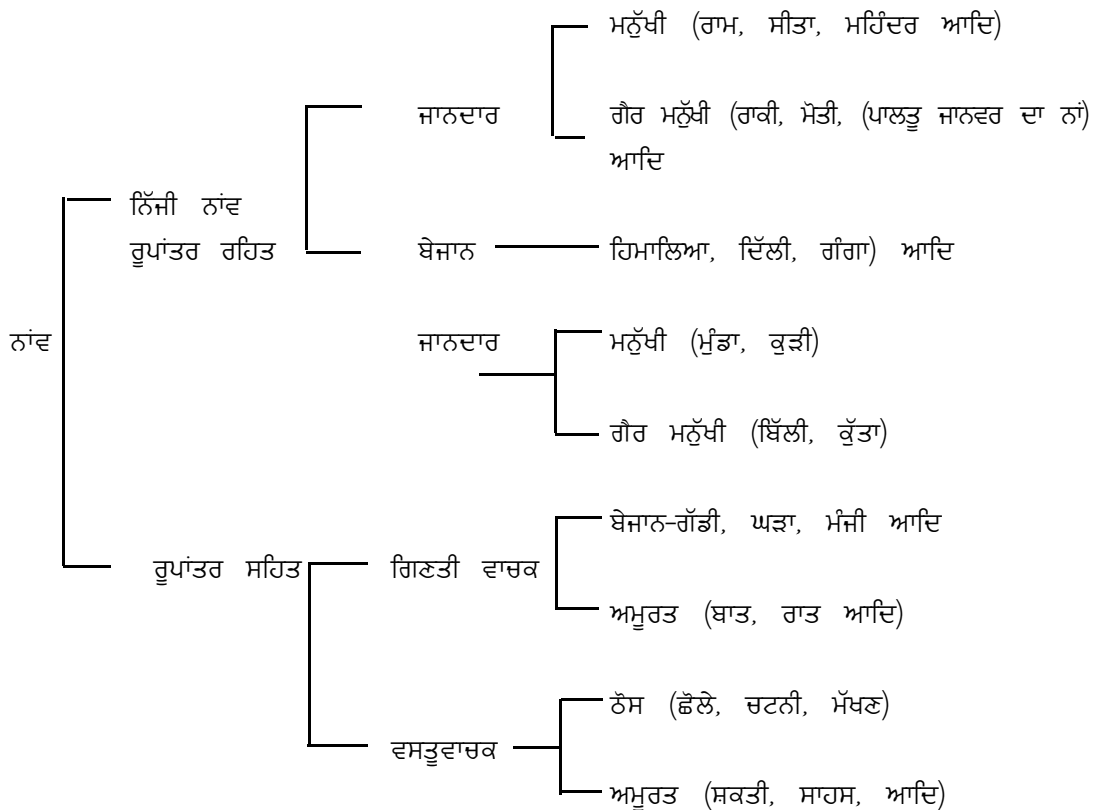 ਮਨੁੱਖੀ (ਰਾਮ, ਸੀਤਾ, ਮਹਿੰਦਰ ਆਦਿ)
ਜਾਨਦਾਰ
ਗੈਰ ਮਨੁੱਖੀ (ਰਾਕੀ, ਮੋਤੀ, (ਪਾਲਤੂ ਜਾਨਵਰ ਦਾ ਨਾਂ)
ਆਦਿ
ਨਿੱਜੀ ਨਾਂਵ
ਰੂਪਾਂਤਰ ਰਹਿਤ
ਬੇਜਾਨ
ਹਿਮਾਲਿਆ, ਦਿੱਲੀ, ਗੰਗਾ) ਆਦਿ
ਨਾਂਵ
ਜਾਨਦਾਰ
ਮਨੁੱਖੀ (ਮੁੰਡਾ, ਕੁੜੀ)
ਗੈਰ ਮਨੁੱਖੀ (ਬਿੱਲੀ, ਕੁੱਤਾ)
ਬੇਜਾਨ-ਗੱਡੀ, ਘੜਾ, ਮੰਜੀ ਆਦਿ
ਰੂਪਾਂਤਰ ਸਹਿਤ
ਗਿਣਤੀ ਵਾਚਕ
ਅਮੂਰਤ (ਬਾਤ, ਰਾਤ ਆਦਿ)
ਠੋਸ (ਛੋਲੇ, ਚਟਨੀ, ਮੱਖਣ)
ਵਸਤੂਵਾਚਕ
ਅਮੂਰਤ (ਸ਼ਕਤੀ, ਸਾਹਸ, ਆਦਿ)